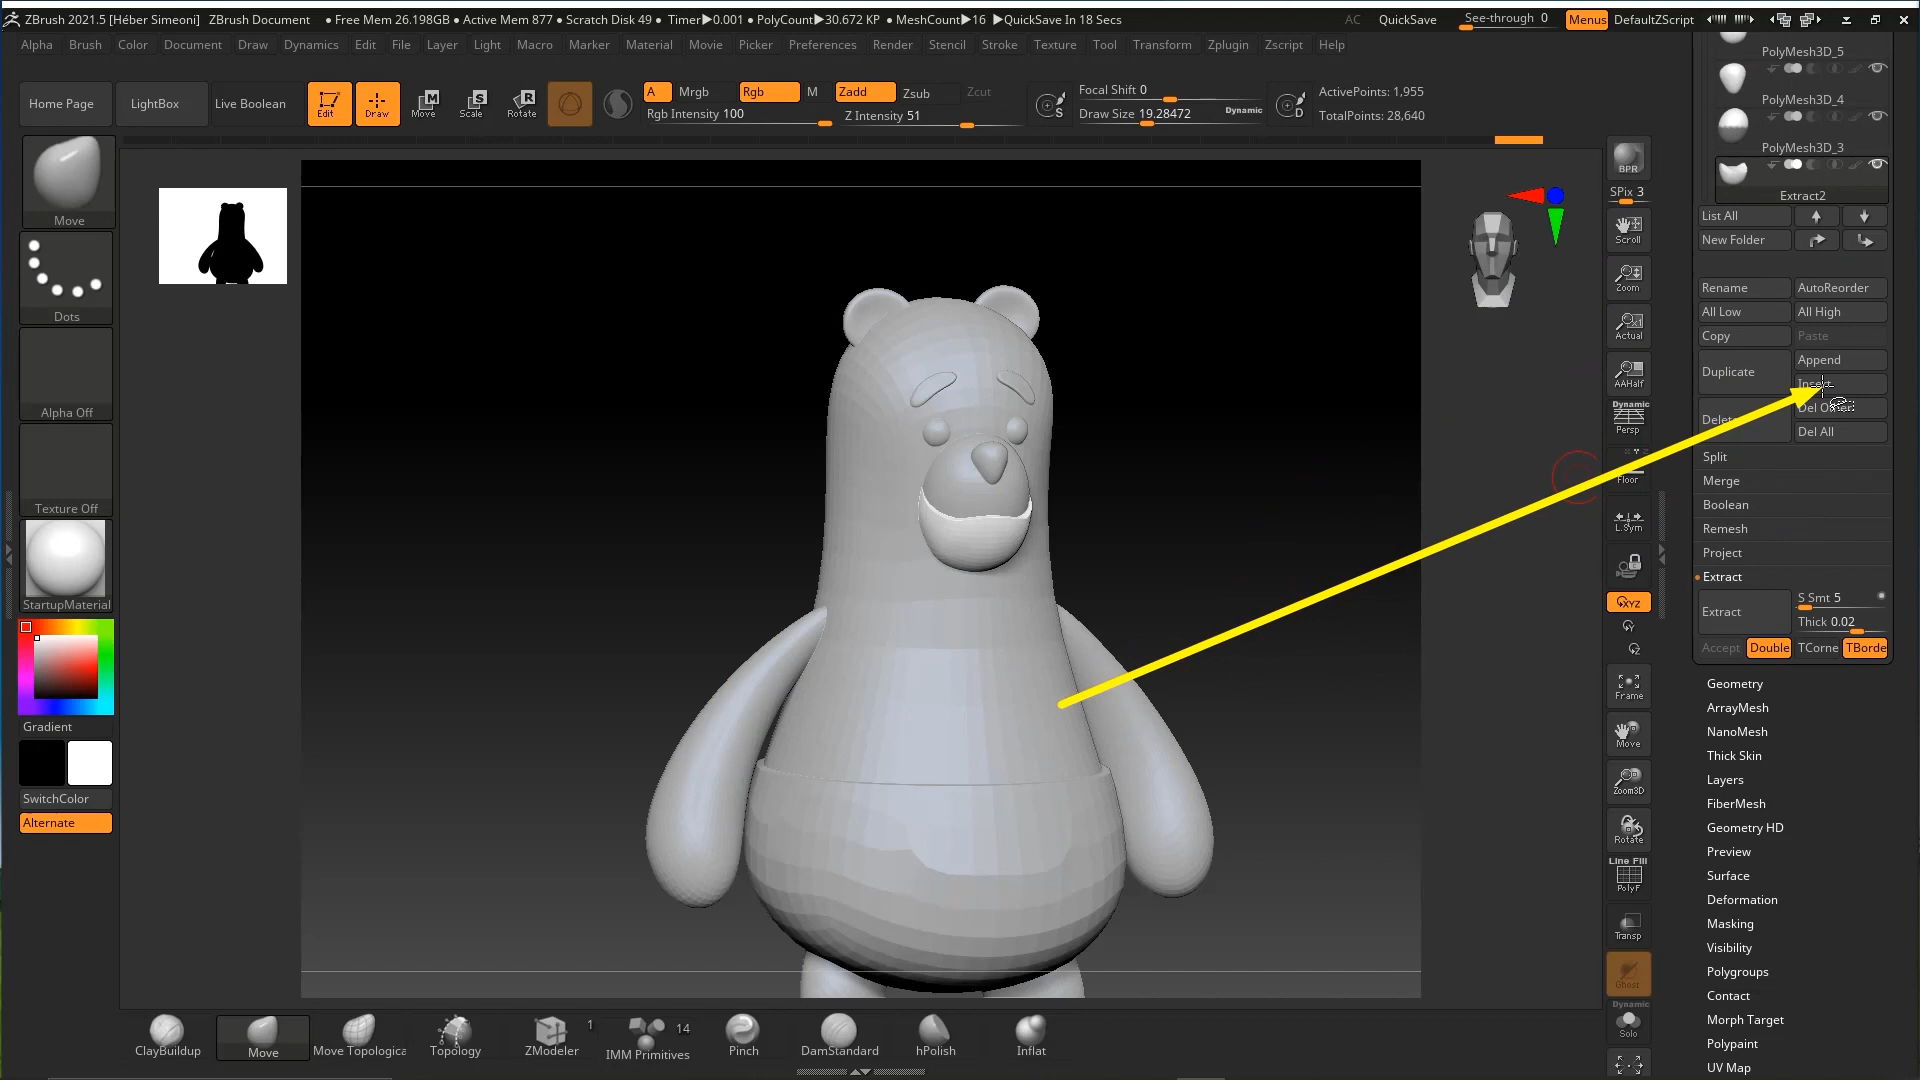 ZBrush 2021.5 [Héber Simeoni] ZBrush Document • Free Mem 26.198GB • Active Mem 877 • Scratch Disk 49 • Timer▶0.001 • PolyCount▶30.672 KP • MeshCount▶16 ▶QuickSave In 18 Secs AC QuickSave See-through 0 Menus DefaultZScript
Alpha Brush Color Document Draw Dynamics Edit File Layer Light Macro Marker Material Movie Picker Preferences Render Stencil Stroke Texture Tool Transform Zplugin Zscript Help
Home Page LightBox Live Boolean Edit Draw Move Scale Rotate
A Mrgb Rgb M Zadd Zsub Zcut
Rgb Intensity 100 Z Intensity 51
Focal Shift 0
Draw Size 19.28472 Dynamic
ActivePoints: 1,955
TotalPoints: 28,640
Move
Dots
Alpha Off
Texture Off
StartupMaterial
Gradient
SwitchColor
Alternate
BPR
SPix 3
Scroll
Zoom
Actual
AAHalf
Dynamic
Persp
Floor
L.Sym
XYZ
Frame
Move
Zoom3D
Rotate
Line Fill
PolyF
Transp
Ghost
Dynamic
Solo
PolyMesh3D_5
PolyMesh3D_4
PolyMesh3D_3
Extract2
List All
New Folder
Rename AutoReorder
All Low All High
Copy Paste
Duplicate Append
Insert
Delete Del Other
Del All
Split
Merge
Boolean
Remesh
Project
Extract
Extract S Smt 5
Thick 0.02
Accept Double TCorne TBorde
Geometry
ArrayMesh
NanoMesh
Thick Skin
Layers
FiberMesh
Geometry HD
Preview
Surface
Deformation
Masking
Visibility
Polygroups
Contact
Morph Target
Polypaint
UV Map
ClayBuildup Move Move Topologica Topology ZModeler 1 IMM Primitives 14 Pinch DamStandard hPolish Inflat